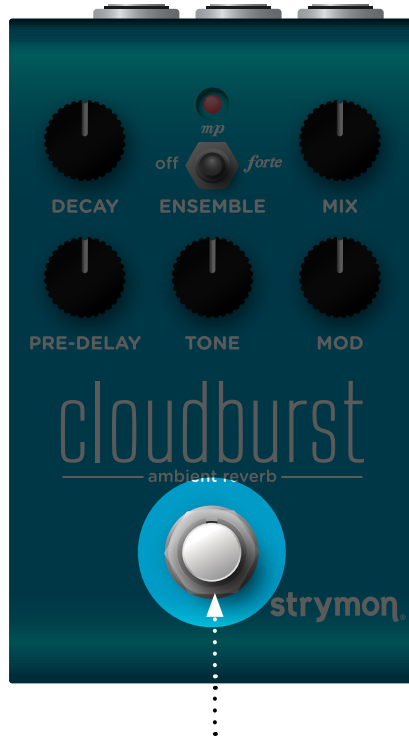 mp
off forte
DECAY ENSEMBLE MIX
PRE-DELAY TONE MOD
cloudburst
ambient reverb
strymon®